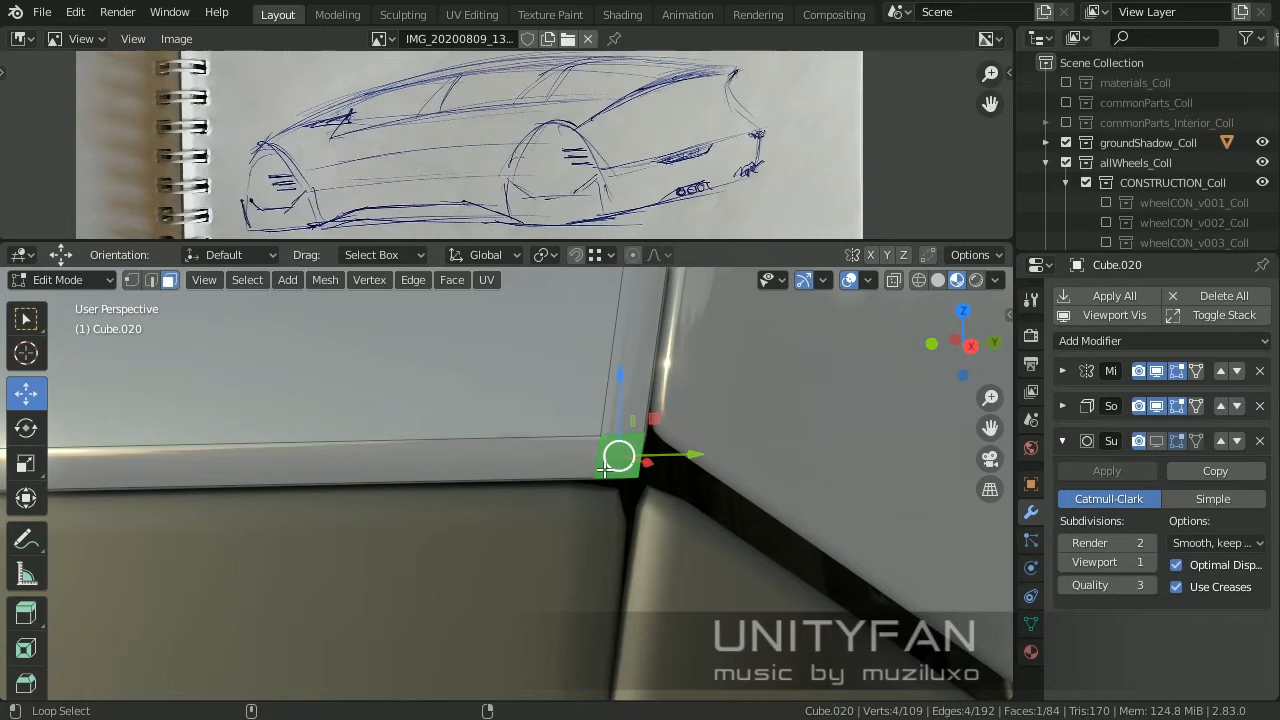 File Edit Render Window Help Layout Modeling Sculpting UV Editing Texture Paint Shading Animation Rendering Compositing Scene View Layer
View View Image IMG_20200809_13...
Scene Collection
materials_Coll
commonParts_Coll
commonParts_Interior_Coll
groundShadow_Coll
allWheels_Coll
CONSTRUCTION_Coll
wheelCON_v001_Coll
wheelCON_v002_Coll
wheelCON_v003_Coll
Orientation: Default Drag: Select Box Global X Y Z Options
Edit Mode View Select Add Mesh Vertex Edge Face UV
User Perspective
(1) Cube.020
Z
X
Y
Cube.020
Apply All Delete All
Viewport Vis Toggle Stack
Add Modifier
Mi
So
Su
Apply Copy
Catmull-Clark Simple
Subdivisions: Options:
Render 2 Smooth, keep ...
Viewport 1 Optimal Disp...
Quality 3 Use Creases
UNITYFAN
music by muziluxo
Loop Select Cube.020 | Verts:4/109 | Edges:4/192 | Faces:1/84 | Tris:170 | Mem: 124.8 MiB | 2.83.0